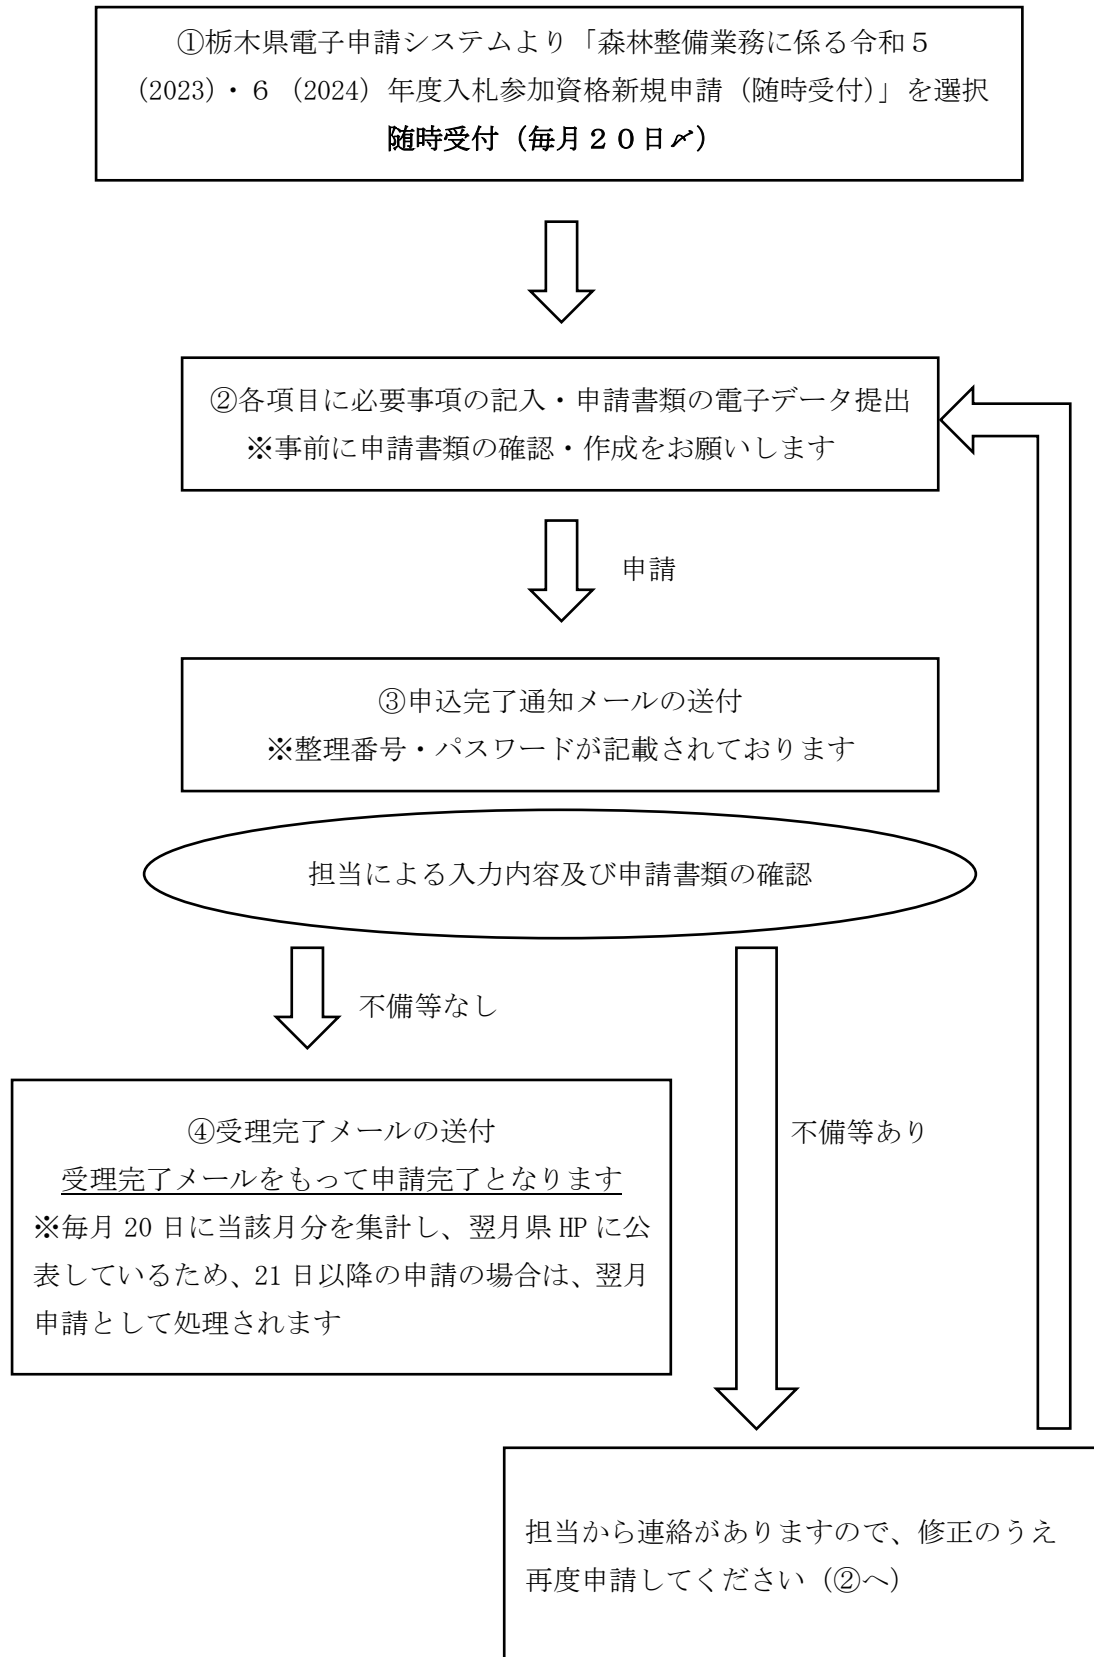 ①栃木県電子申請システムより「森林整備業務に係る令和５
(2023)・６ (2024) 年度入札参加資格新規申請（随時受付）」を選択
随時受付（毎月２０日〆）
②各項目に必要事項の記入・申請書類の電子データ提出
※事前に申請書類の確認・作成をお願いします
申請
③申込完了通知メールの送付
※整理番号・パスワードが記載されております
担当による入力内容及び申請書類の確認
不備等なし
④受理完了メールの送付
受理完了メールをもって申請完了となります
※毎月 20 日に当該月分を集計し、翌月県 HP に公
表しているため、21 日以降の申請の場合は、翌月
申請として処理されます
不備等あり
担当から連絡がありますので、修正のうえ
再度申請してください（②へ）